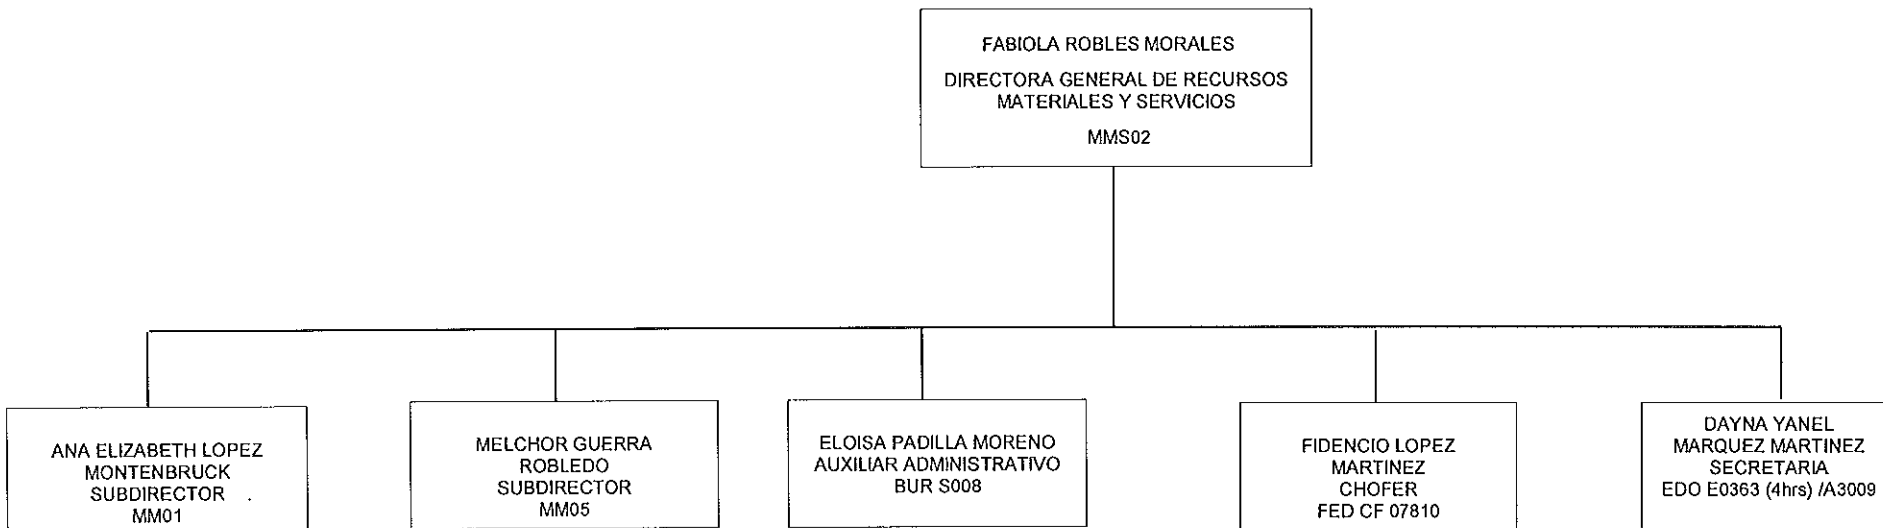 FABIOLA ROBLES MORALES
DIRECTORA GENERAL DE RECURSOS
MATERIALES Y SERVICIOS
MMS02
ANA ELIZABETH LOPEZ
MONTENBRUCK
SUBDIRECTOR
MM01
MELCHOR GUERRA
ROBLEDO
SUBDIRECTOR
MM05
ELOISA PADILLA MORENO
AUXILIAR ADMINISTRATIVO
BUR S008
FIDENCIO LOPEZ
MARTINEZ
CHOFER
FED CF 07810
DAYNA YANEL
MARQUEZ MARTINEZ
SECRETARIA
EDO E0363 (4hrs) /A3009